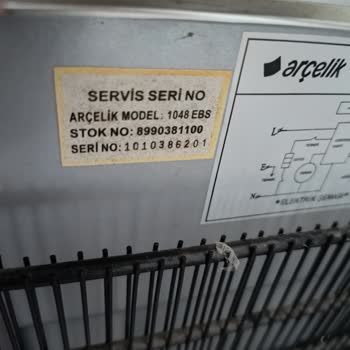 SERVİS SERİ NO
ARÇELİK MODEL: 1048 EBS
STOK NO: 8990381100
SERİ NO: 1010386201
arçelik
L
E
N
*ELEKTRİK ŞEMASI*